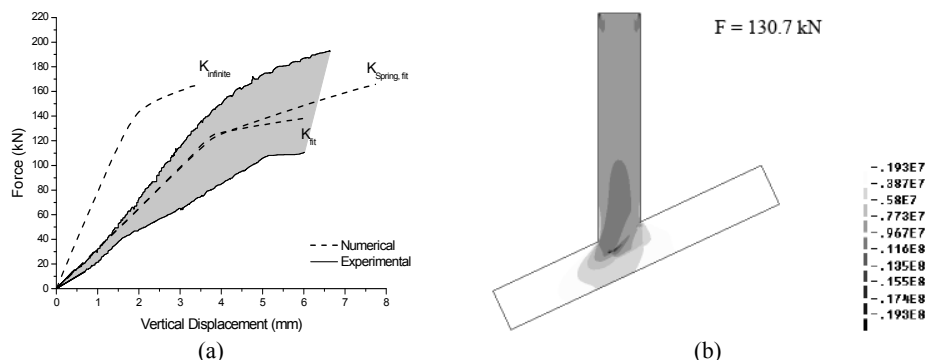 220
200
180
160
140
120
100
80
60
40
20
0
Force (kN)
0 1 2 3 4 5 6 7 8
Vertical Displacement (mm)
K infinite
K Spring, fit
K fit
Numerical
Experimental
(a)
F = 130.7 kN
-.193E7
-.387E7
-.58E7
-.773E7
-.967E7
-.116E8
-.135E8
-.155E8
-.174E8
-.193E8
(b)